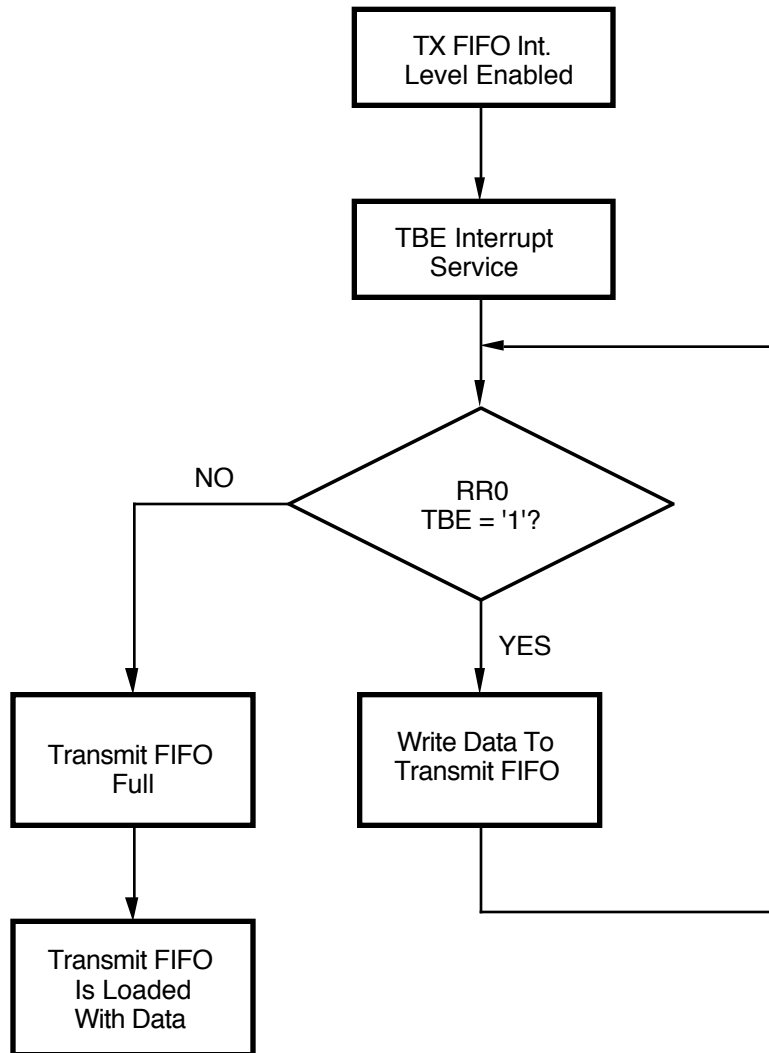 TX FIFO Int.
Level Enabled
TBE Interrupt
Service
RR0
TBE = '1'?
NO
YES
Transmit FIFO
Full
Write Data To
Transmit FIFO
Transmit FIFO
Is Loaded
With Data